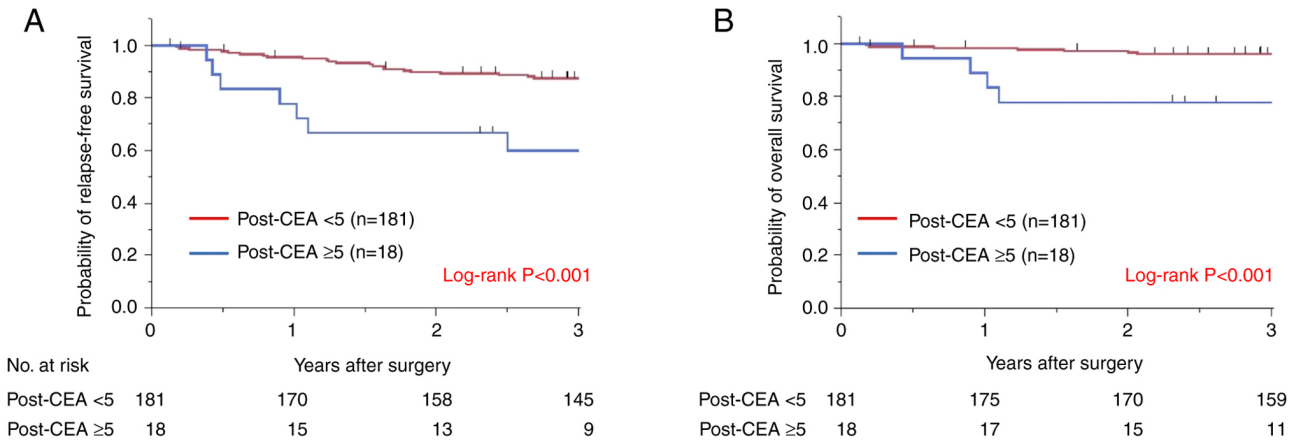 A
Probability of relapse-free survival
1.0
0.8
0.6
0.4
0.2
0.0
Post-CEA <5 (n=181)
Post-CEA ≥5 (n=18)
Log-rank P<0.001
0 1 2 3
No. at risk Years after surgery
Post-CEA <5 181 170 158 145
Post-CEA ≥5 18 15 13 9
B
Probability of overall survival
1.0
0.8
0.6
0.4
0.2
0.0
Post-CEA <5 (n=181)
Post-CEA ≥5 (n=18)
Log-rank P<0.001
0 1 2 3
Years after surgery
Post-CEA <5 181 175 170 159
Post-CEA ≥5 18 17 15 11